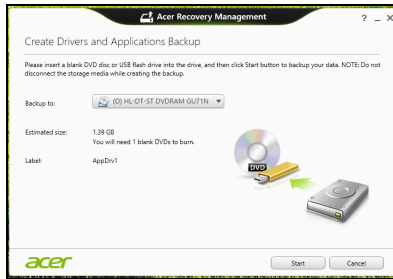 Acer Recovery Management
? _ X
Create Drivers and Applications Backup
Please insert a blank DVD disc or USB flash drive into the drive, and then click Start button to backup your data. NOTE: Do not
disconnect the storage media while creating the backup.
Backup to: (D) HL-DT-ST DVDRAM GU71N
Estimated size: 1.39 GB
You will need 1 blank DVDs to burn.
Label: AppDrv1
DVD
acer
Start Cancel